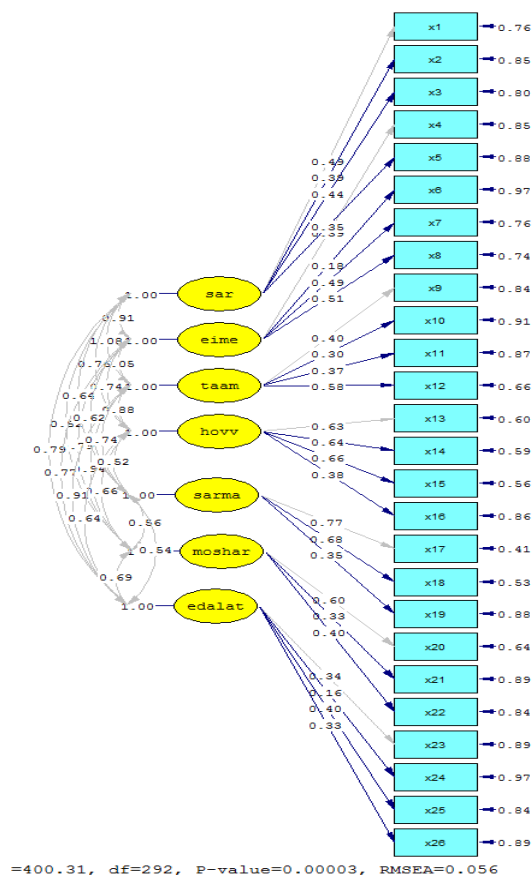 x1 0.76
x2 0.85
x3 0.80
x4 0.85
x5 0.88
x6 0.97
x7 0.76
x8 0.74
x9 0.84
x10 0.91
x11 0.87
x12 0.66
x13 0.60
x14 0.59
x15 0.56
x16 0.86
x17 0.41
x18 0.53
x19 0.88
x20 0.64
x21 0.89
x22 0.84
x23 0.89
x24 0.97
x25 0.84
x26 0.89
0.49
0.39
0.44
0.35
0.18
0.49
0.51
0.40
0.30
0.37
0.58
0.63
0.64
0.66
0.38
0.77
0.68
0.35
0.60
0.33
0.40
0.34
0.16
0.40
0.33
1.00 sar
0.91
1.08 1.00 eime
1.00 taam
0.88
1.00 hovv
0.62
0.74
0.79
0.52
0.91
0.66
1.00 sarma
0.64
0.56
0.54 moshar
0.69
1.00 edalat
=400.31, df=292, P-value=0.00003, RMSEA=0.056